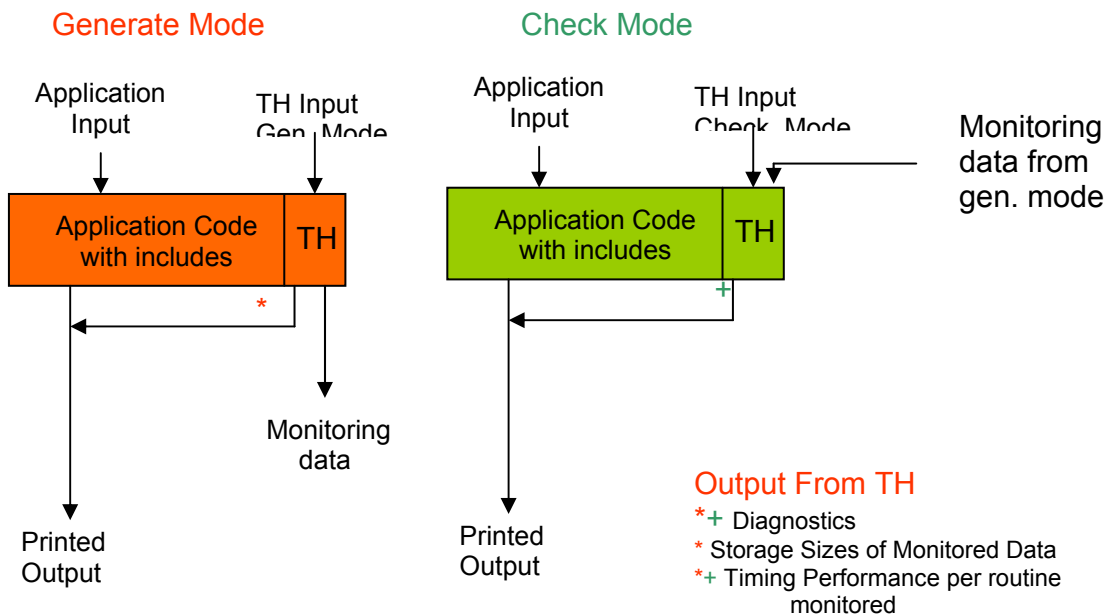 Generate Mode
Application
Input
TH Input
Gen. Mode
Application Code
with includes
TH
*
Monitoring
data
Printed
Output
Check Mode
Application
Input
TH Input
Check. Mode
Monitoring
data from
gen. mode
Application Code
with includes
TH
+
Printed
Output
Output From TH
*+ Diagnostics
* Storage Sizes of Monitored Data
*+ Timing Performance per routine
monitored